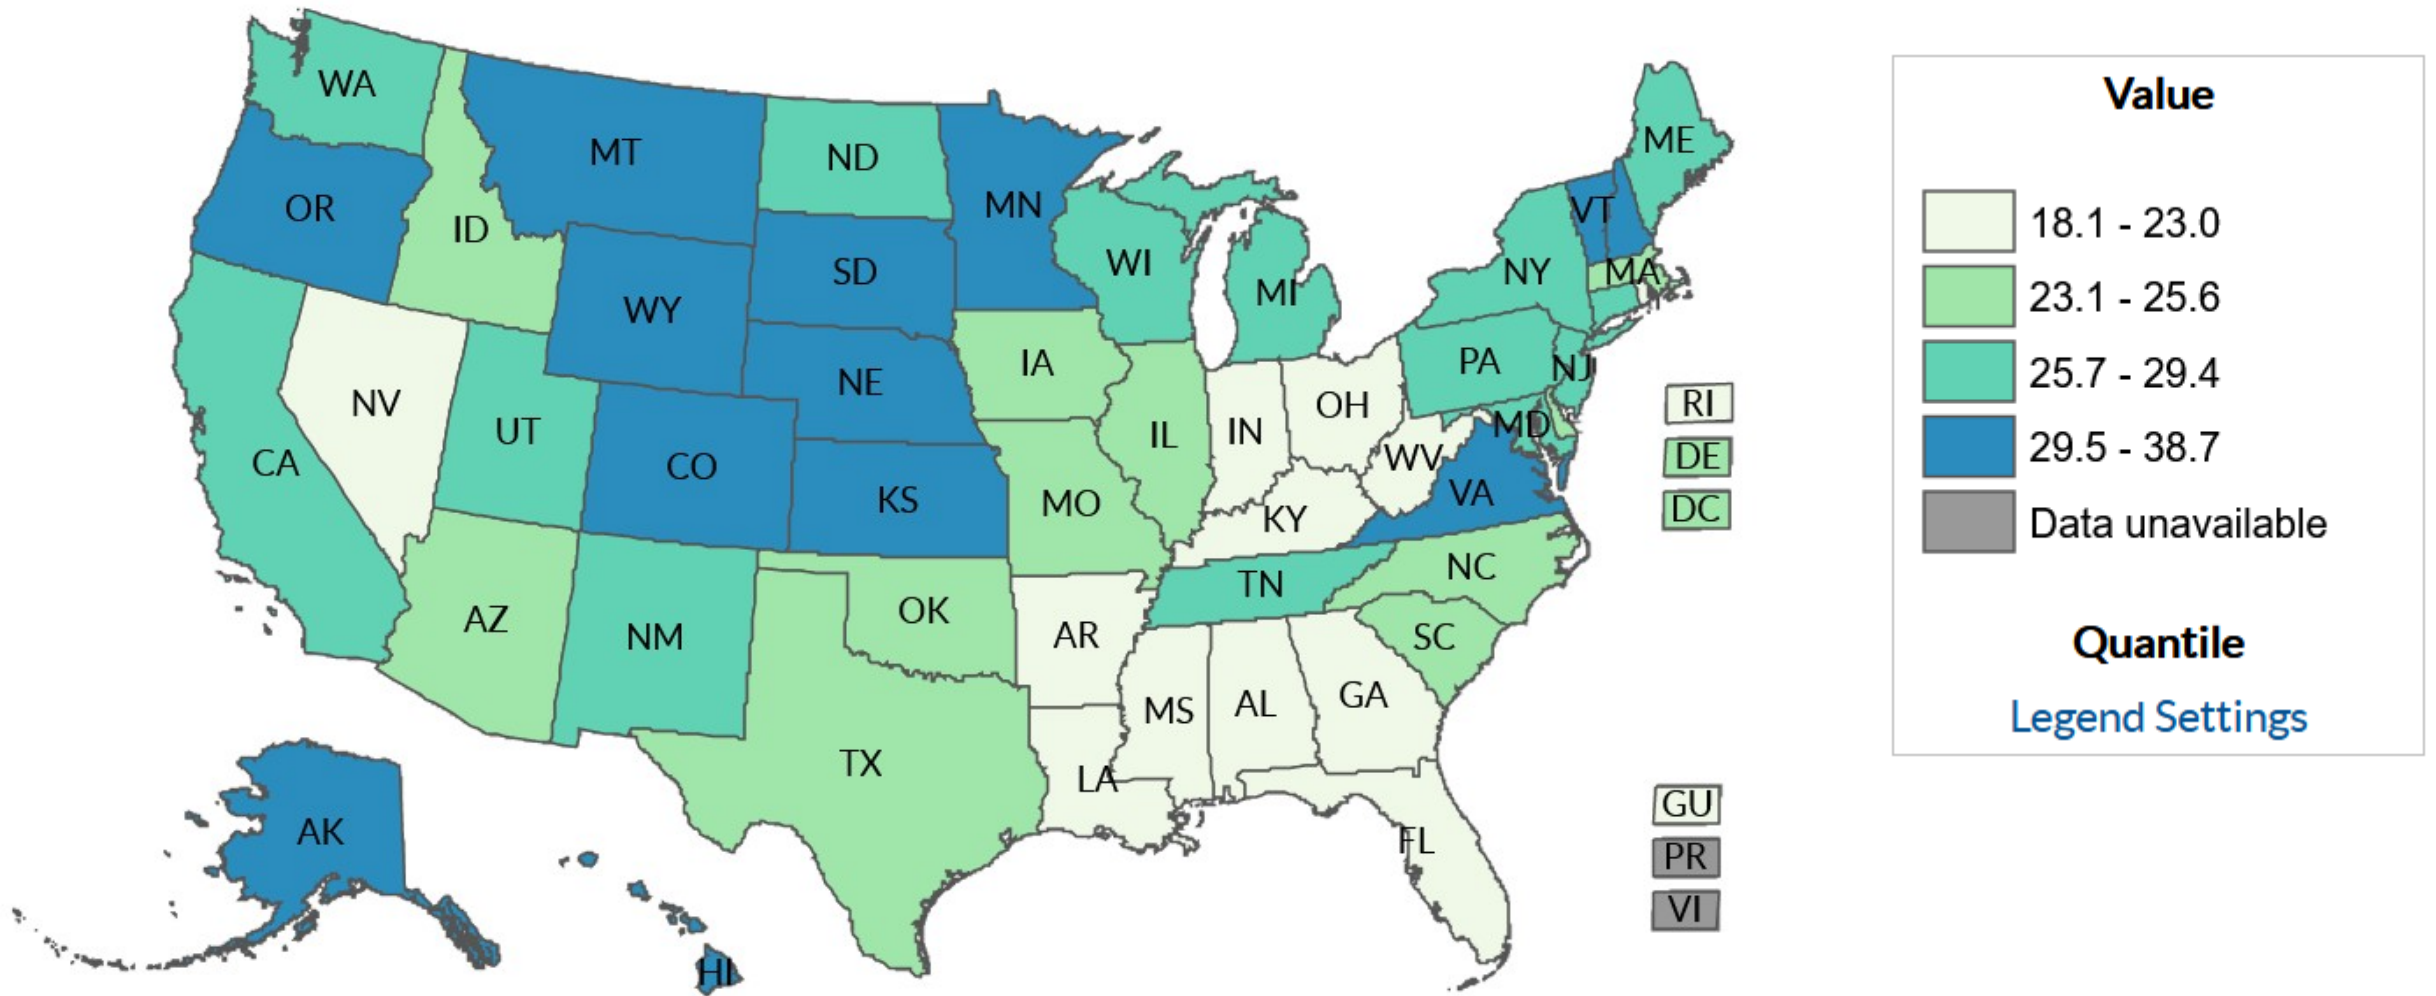 WA
MT
ND
MN
OR
ID
SD
WY
WI
MI
NY
VT
ME
MA
NV
UT
CO
NE
IA
KS
CA
IL
IN
OH
PA
NJ
MD
WV
VA
MO
KY
AZ
NM
OK
AR
TN
NC
SC
MS
AL
GA
TX
LA
FL
AK
HI
RI
DE
DC
GU
PR
VI
Value
18.1 - 23.0
23.1 - 25.6
25.7 - 29.4
29.5 - 38.7
Data unavailable
Quantile
Legend Settings